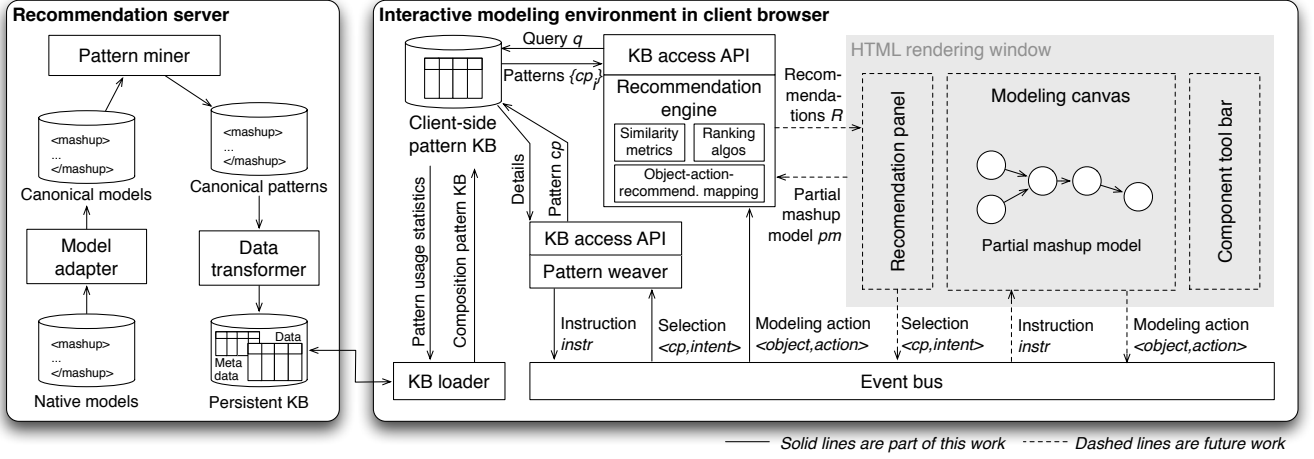 Recommendation server
Pattern miner
<mashup>
...
</mashup>
Canonical models
<mashup>
...
</mashup>
Canonical patterns
Model
adapter
Data
transformer
<mashup>
...
</mashup>
Native models
Data
Meta
data
Persistent KB
Interactive modeling environment in client browser
Query q
Patterns {cpi}
Client-side
pattern KB
KB access API
Recommendation
engine
Similarity
metrics
Ranking
algos
Object-action-
recommend. mapping
Recom-
menda-
tions R
Partial
mashup
model pm
HTML rendering window
Recomendation panel
Modeling canvas
Partial mashup model
Component tool bar
Pattern usage statistics
Composition pattern KB
Details
Pattern cp
KB access API
Pattern weaver
Instruction
instr
Selection
<cp,intent>
Modeling action
<object,action>
Selection
<cp,intent>
Instruction
instr
Modeling action
<object,action>
KB loader
Event bus
Solid lines are part of this work
Dashed lines are future work